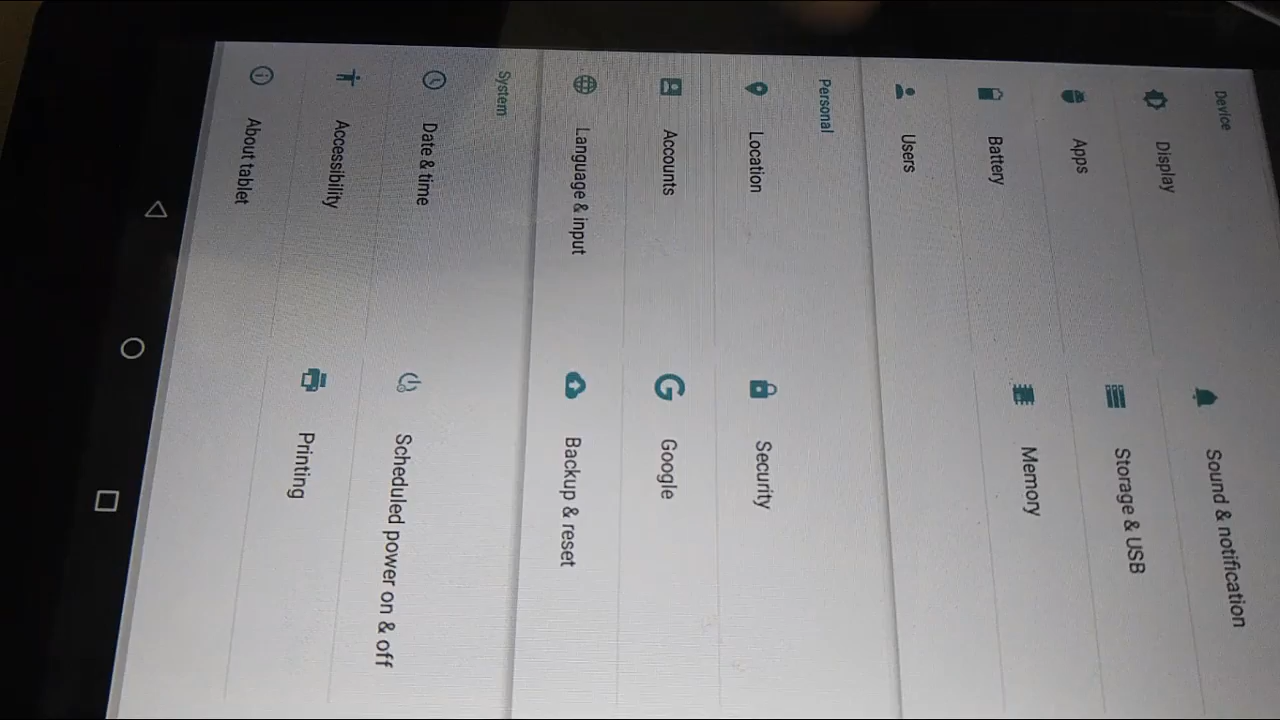 Device
Display
Sound & notification
Apps
Storage & USB
Battery
Memory
Users
Personal
Location
Security
Accounts
Google
Language & input
Backup & reset
System
Date & time
Scheduled power on & off
Accessibility
Printing
About tablet